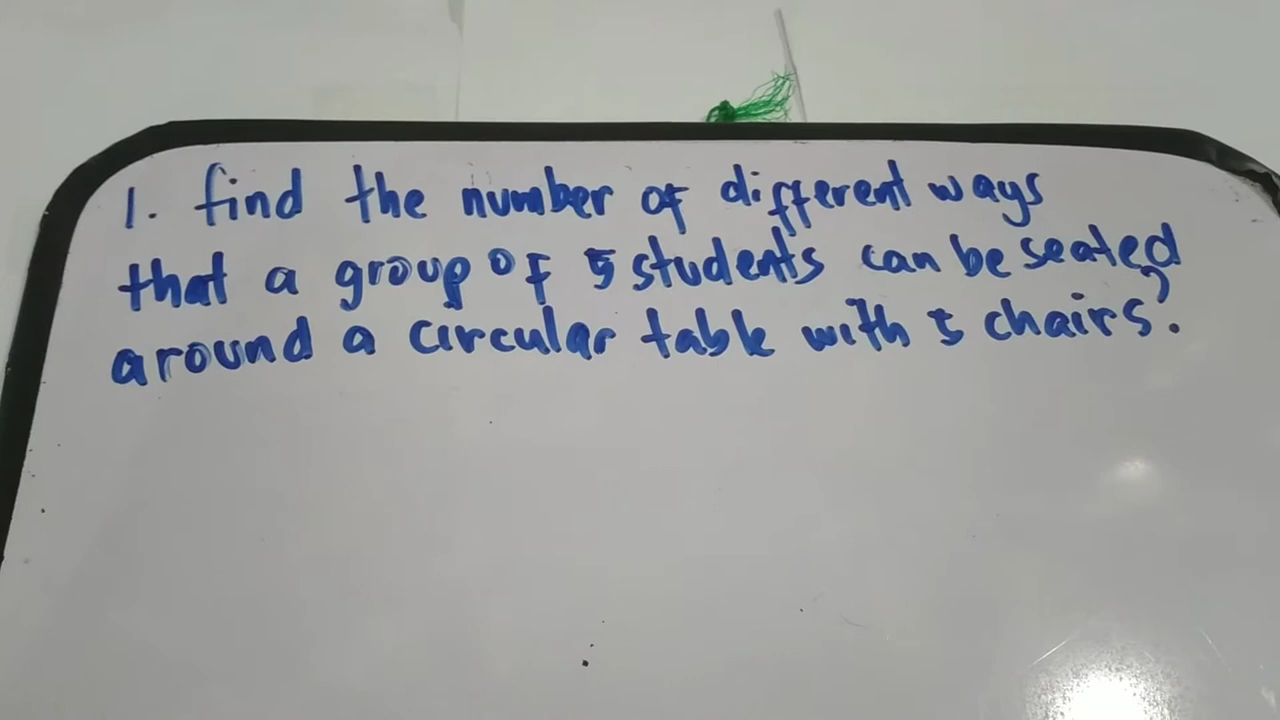 1. find the number of different ways
that a group of 5 students can be seated
around a circular table with 5 chairs?